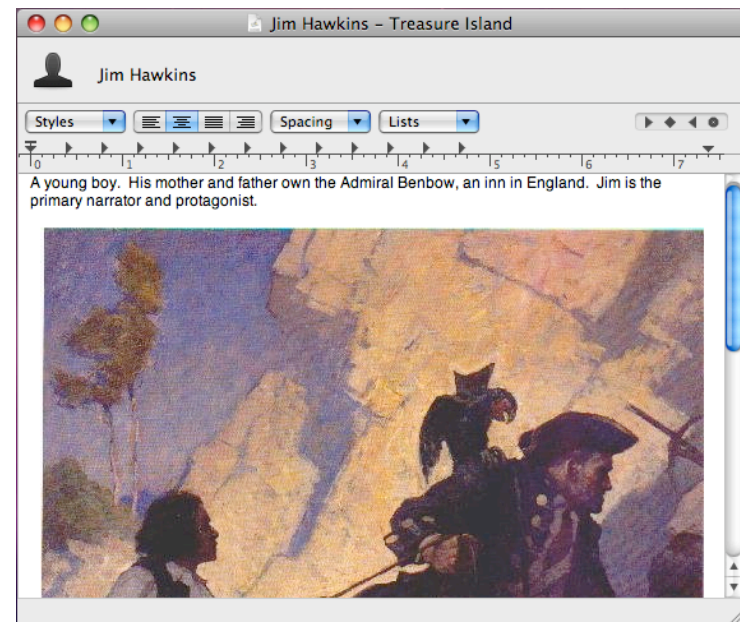 Jim Hawkins – Treasure Island
Jim Hawkins
Styles Spacing Lists
0 1 2 3 4 5 6 7
A young boy.  His mother and father own the Admiral Benbow, an inn in England.  Jim is the
primary narrator and protagonist.